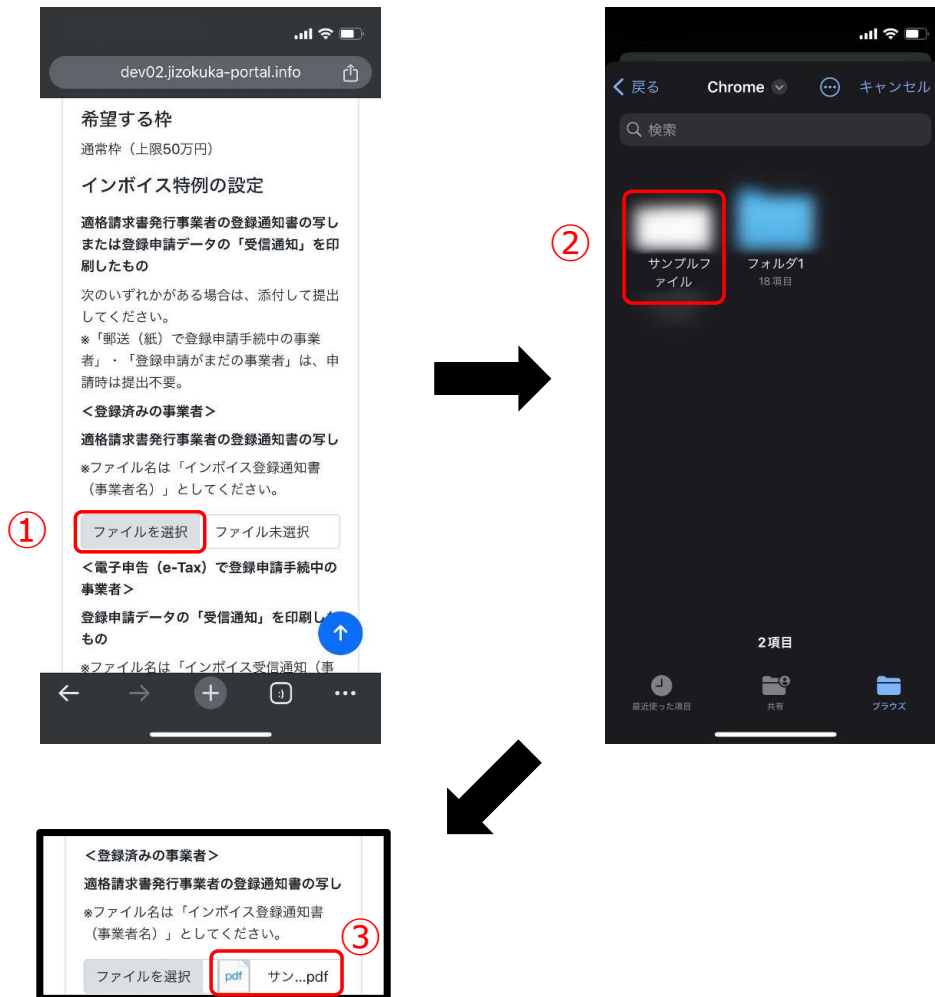 dev02.jizokuka-portal.info
希望する枠
通常枠（上限50万円）
インボイス特例の設定
適格請求書発行事業者の登録通知書の写し
または登録申請データの「受信通知」を印
刷したもの
次のいずれかがある場合は、添付して提出
してください。
※「郵送（紙）で登録申請手続中の事業
者」・「登録申請がまだの事業者」は、申
請時は提出不要。
＜登録済みの事業者＞
適格請求書発行事業者の登録通知書の写し
※ファイル名は「インボイス登録通知書
（事業者名）」としてください。
①
ファイルを選択 ファイル未選択
＜電子申告（e-Tax）で登録申請手続中の
事業者＞
登録申請データの「受信通知」を印刷した
もの
※ファイル名は「インボイス受信通知（事
:)
戻る Chrome キャンセル
検索
②
サンプルフ
ァイル
フォルダ1
18項目
2項目
最近使った項目 共有 ブラウズ
＜登録済みの事業者＞
適格請求書発行事業者の登録通知書の写し
※ファイル名は「インボイス登録通知書
（事業者名）」としてください。
③
ファイルを選択 pdf サン...pdf